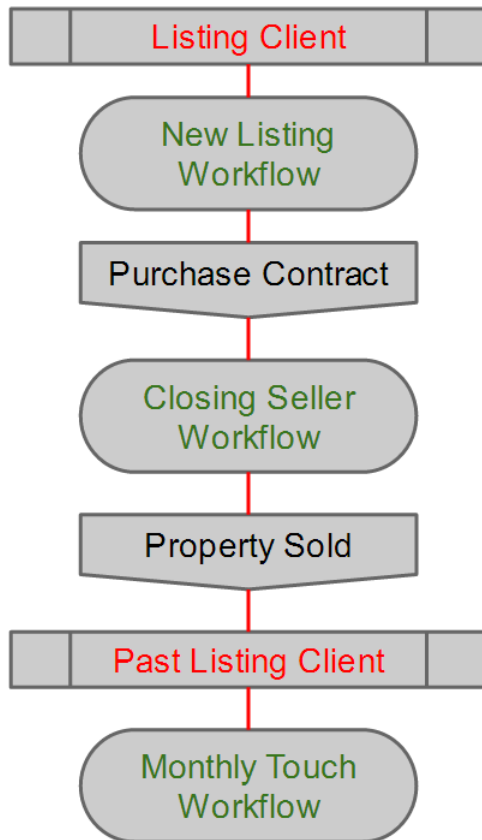 Listing Client
New Listing
Workflow
Purchase Contract
Closing Seller
Workflow
Property Sold
Past Listing Client
Monthly Touch
Workflow